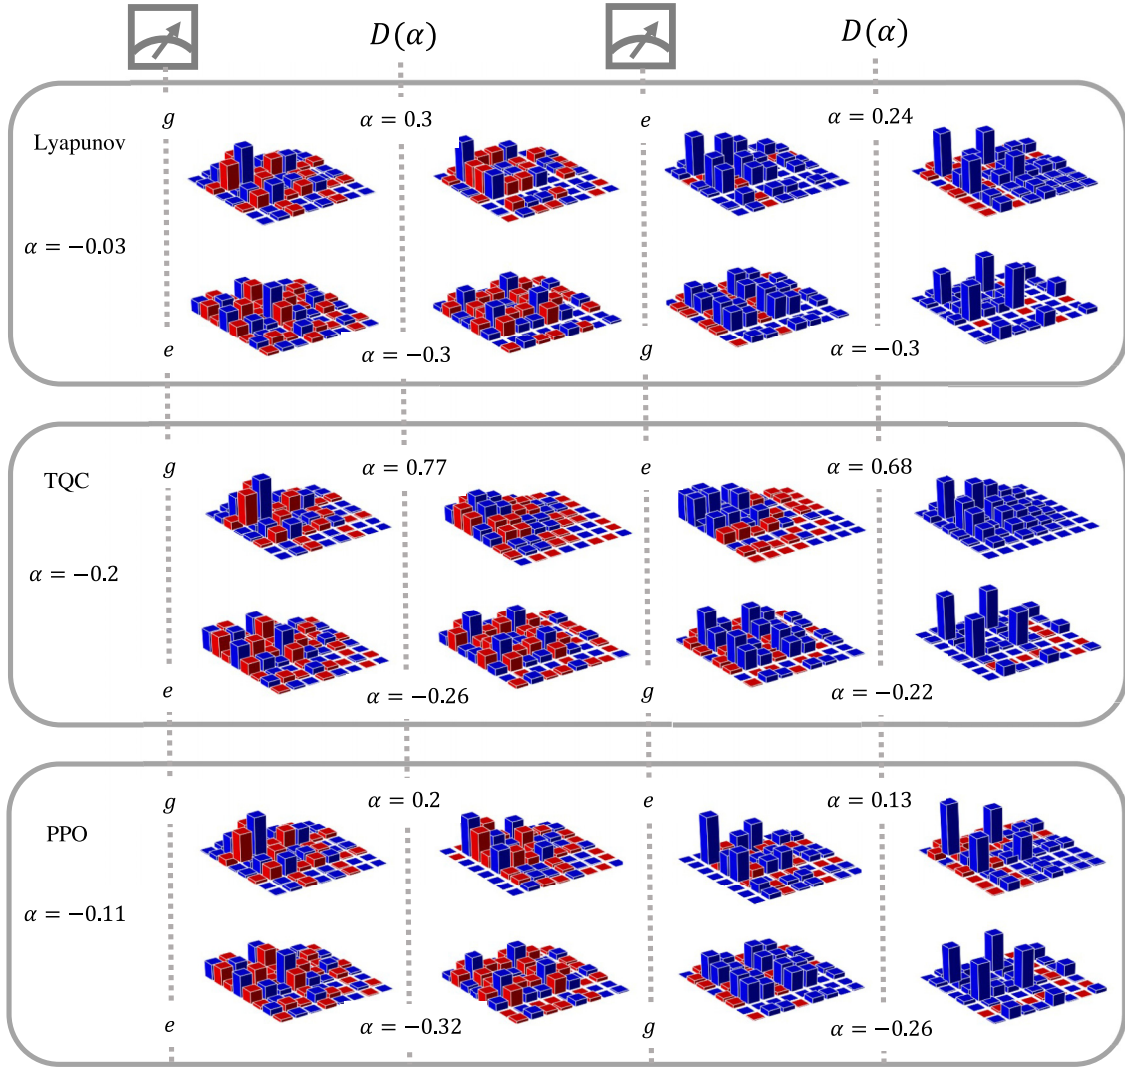 D(α) D(α)
g α = 0.3 e α = 0.24
Lyapunov
α = −0.03
e α = −0.3 g α = −0.3
g α = 0.77 e α = 0.68
TQC
α = −0.2
e α = −0.26 g α = −0.22
g α = 0.2 e α = 0.13
PPO
α = −0.11
e α = −0.32 g α = −0.26